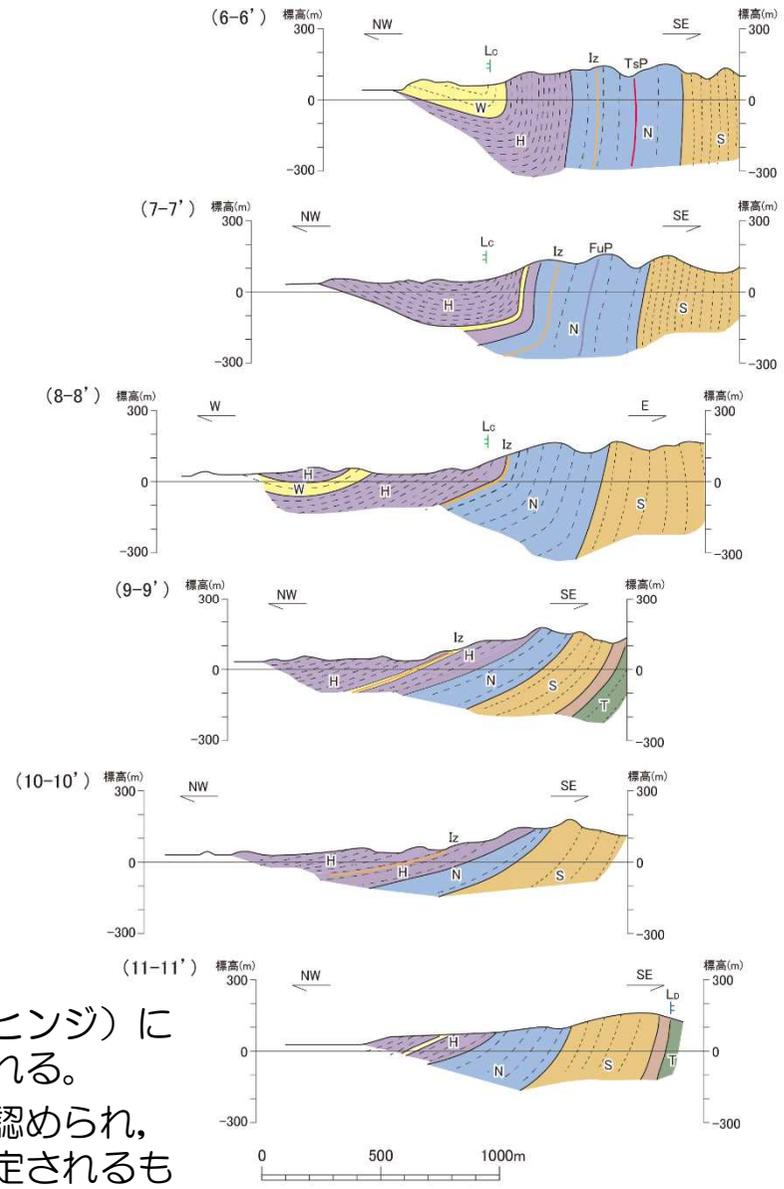 (6-6') 標高(m) NW SE 標高(m)
300 300
Lc Iz TsP
0 W H N S 0
-300 -300
(7-7') 標高(m) NW SE 標高(m)
300 300
Lc Iz FuP
0 H N S 0
-300 -300
(8-8') 標高(m) W E 標高(m)
300 300
Lc Iz
0 H W H N S 0
-300 -300
(9-9') 標高(m) NW SE 標高(m)
300 300
Iz
0 H H N S T 0
-300 -300
(10-10') 標高(m) NW SE 標高(m)
300 300
Iz
0 H H N S 0
-300 -300
(11-11') 標高(m) NW SE 標高(m)
300 300
LD
0 H N S T 0
-300 -300
ヒンジ)に
れる。
認められ,
定されるも
0 500 1000m